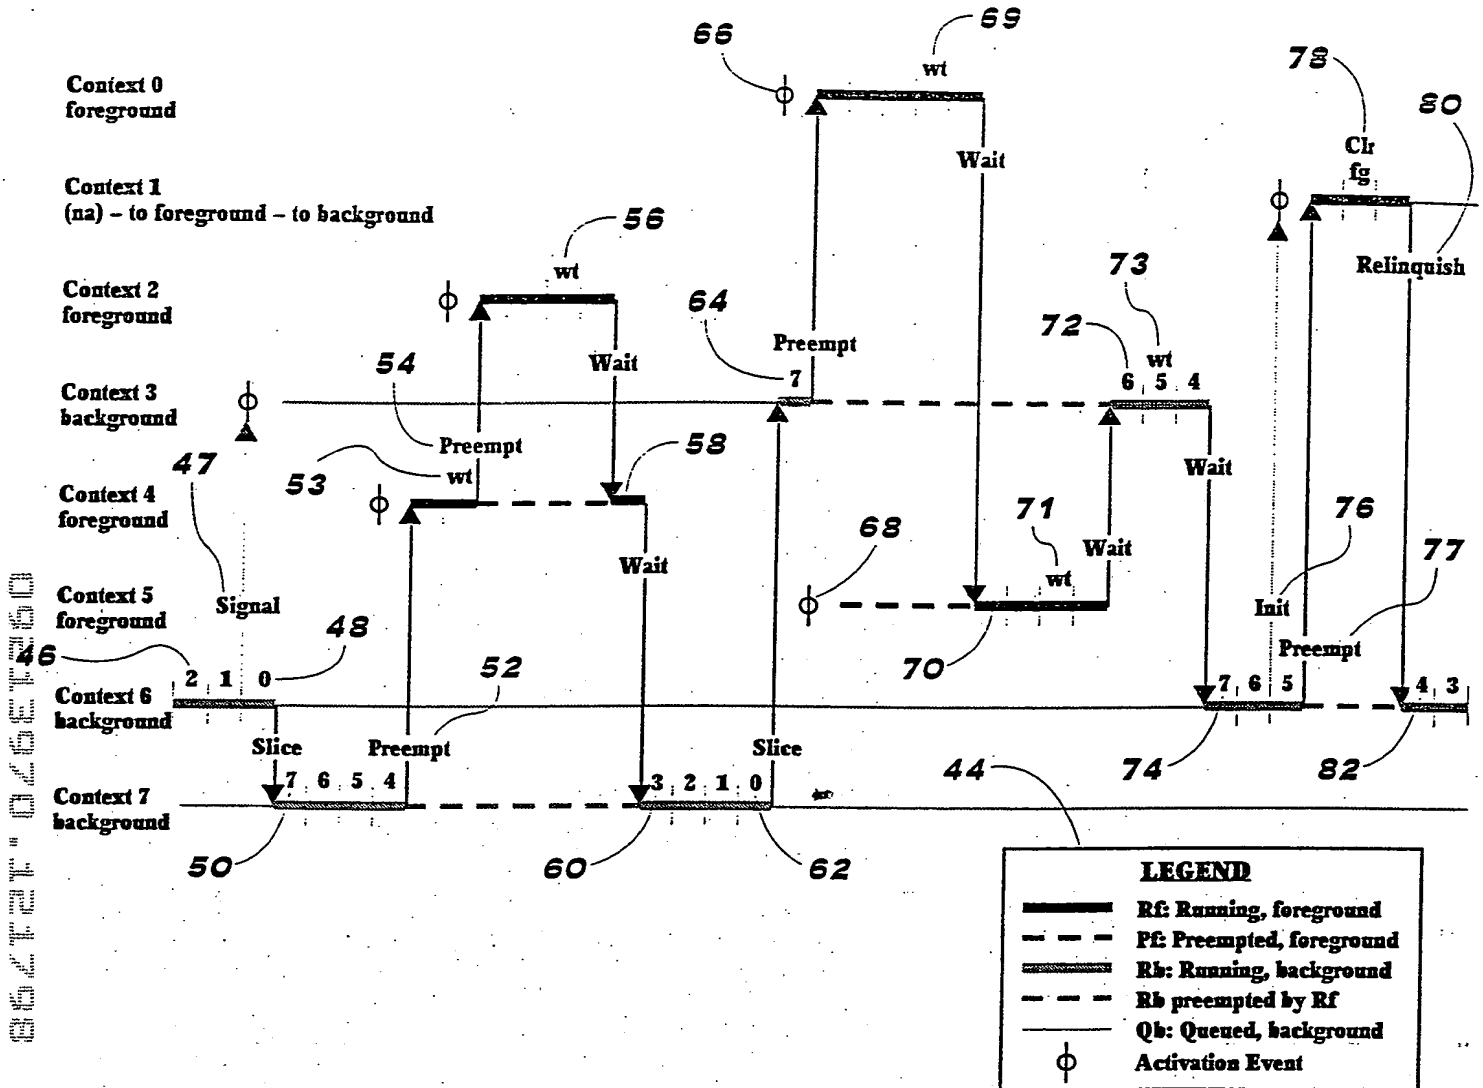 69
66
wt
78
Context 0
foreground
80
Clr
fg
Wait
Context 1
(na) – to foreground – to background
56
wt
Relinquish
73
Context 2
foreground
64
72
Preempt
wt
54
Wait
7
6 5 4
Context 3
background
Preempt
58
47
53
wt
Wait
Context 4
foreground
71
76
68
77
Wait
Wait
Context 5
foreground
Signal
wt
Init
48
46
Preempt
52
70
2 1 0
7 6 5
4 3
Context 6
background
Slice
Preempt
Slice
44
74
82
7 6 5 4
3 2 1 0
Context 7
background
50
60
62
LEGEND
Rf: Running, foreground
Pf: Preempted, foreground
Rb: Running, background
Rb preempted by Rf
Qb: Queued, background
Activation Event